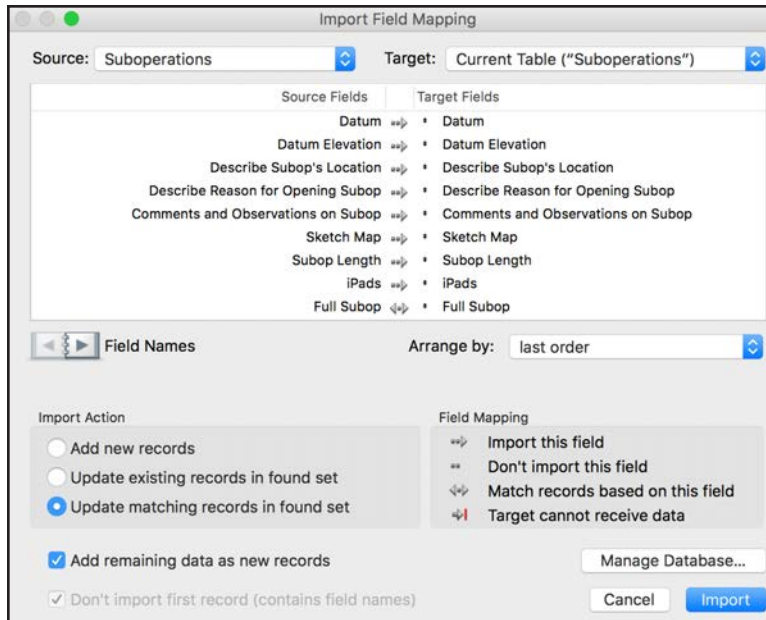 Import Field Mapping
Source: Suboperations Target: Current Table ("Suboperations")
Source Fields Target Fields
Datum Datum
Datum Elevation Datum Elevation
Describe Subop's Location Describe Subop's Location
Describe Reason for Opening Subop Describe Reason for Opening Subop
Comments and Observations on Subop Comments and Observations on Subop
Sketch Map Sketch Map
Subop Length Subop Length
iPads iPads
Full Subop Full Subop
Field Names Arrange by: last order
Import Action Field Mapping
Add new records Import this field
Update existing records in found set Don't import this field
Update matching records in found set Match records based on this field
Target cannot receive data
Add remaining data as new records Manage Database...
Don't import first record (contains field names) Cancel Import